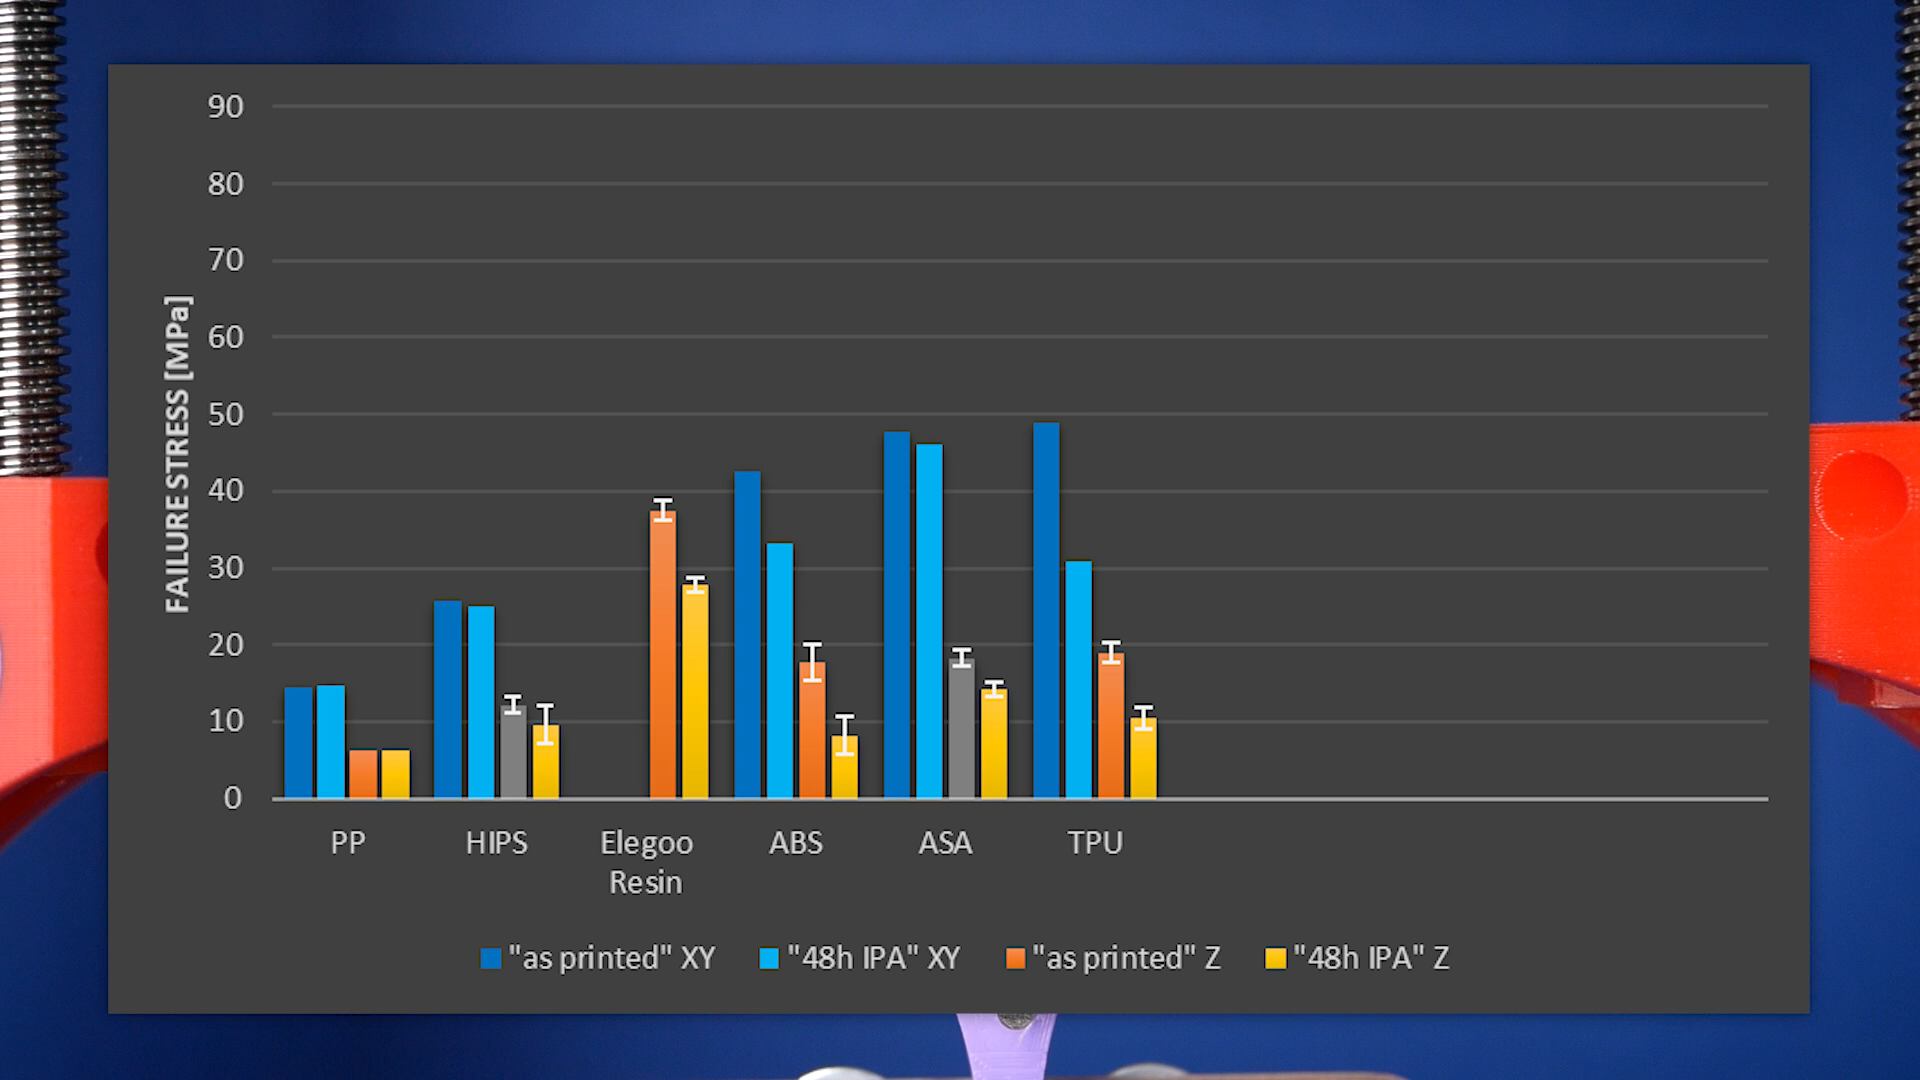 90
80
70
60
50
40
30
20
10
0
FAILURE STRESS [MPa]
PP
HIPS
Elegoo
Resin
ABS
ASA
TPU
"as printed" XY
"48h IPA" XY
"as printed" Z
"48h IPA" Z